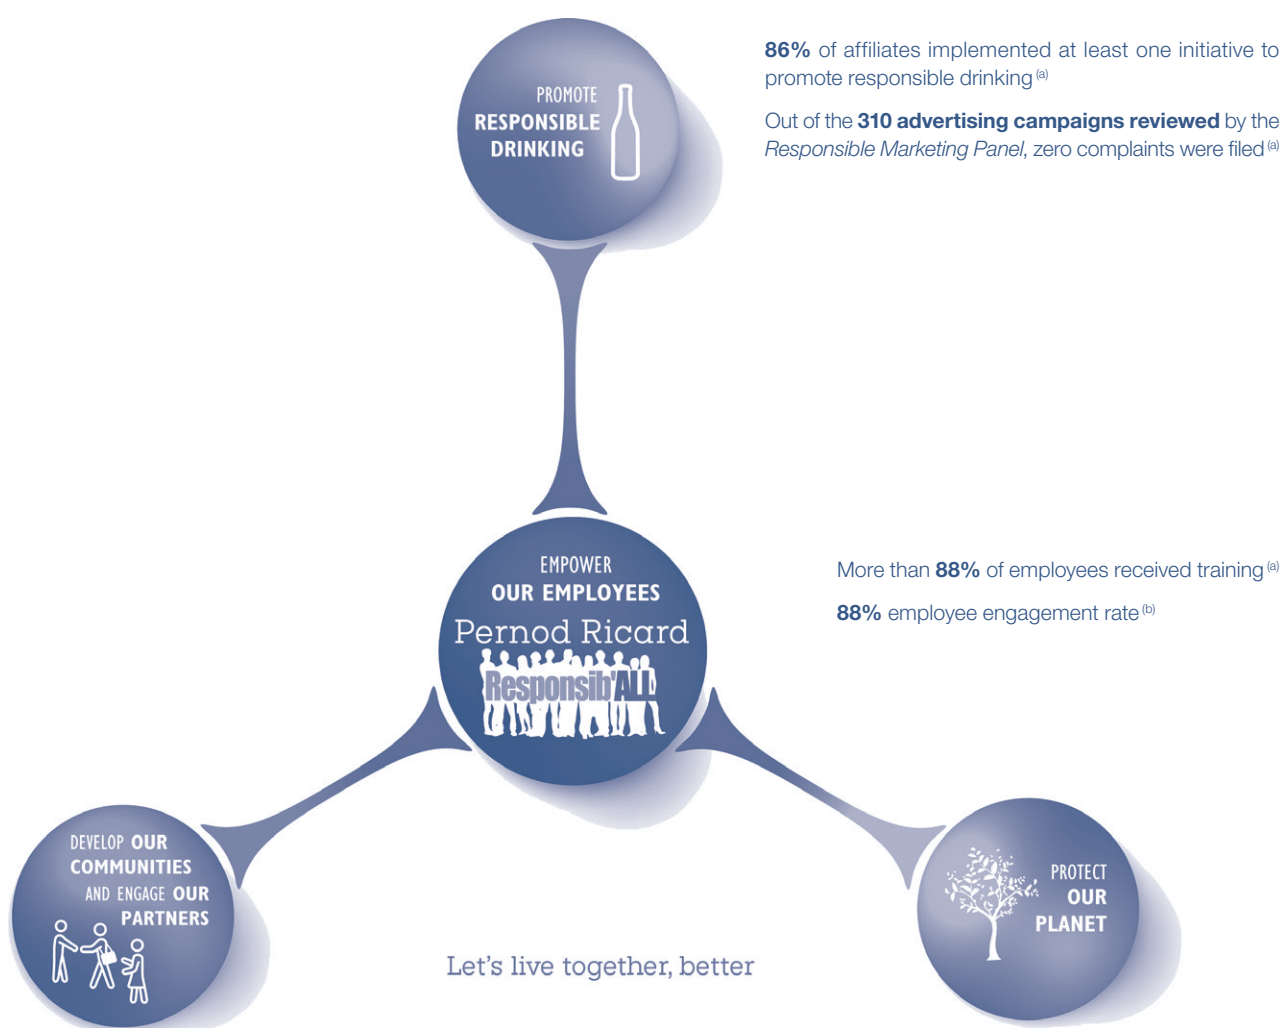 PROMOTE
RESPONSIBLE
DRINKING
86% of affiliates implemented at least one initiative to
promote responsible drinking (a)
Out of the 310 advertising campaigns reviewed by the
Responsible Marketing Panel, zero complaints were filed (a)
EMPOWER
OUR EMPLOYEES
Pernod Ricard
Responsib'ALL
More than 88% of employees received training (a)
88% employee engagement rate (b)
DEVELOP OUR
COMMUNITIES
AND ENGAGE OUR
PARTNERS
PROTECT
OUR
PLANET
Let's live together, better